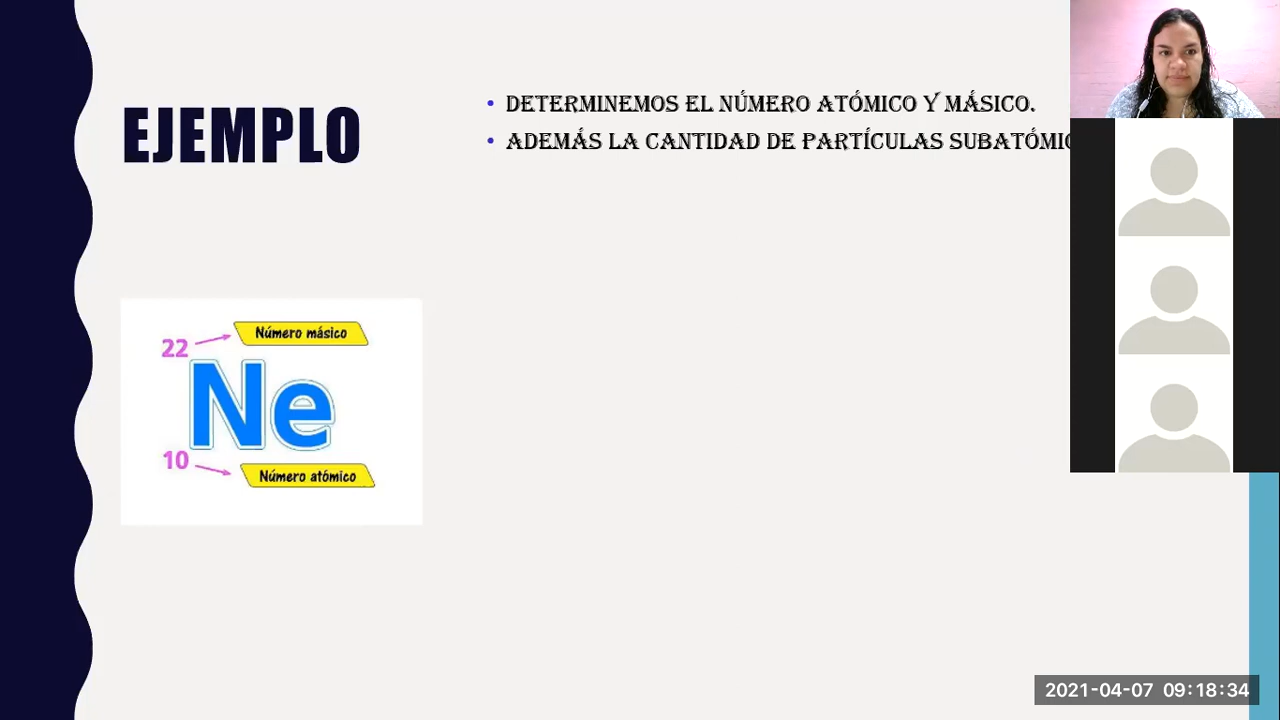 EJEMPLO
• DETERMINEMOS EL NÚMERO ATÓMICO Y MÁSICO.
• ADEMÁS LA CANTIDAD DE PARTÍCULAS
22
Número másico
Ne
10
Número atómico
2021-04-07 09:18:34